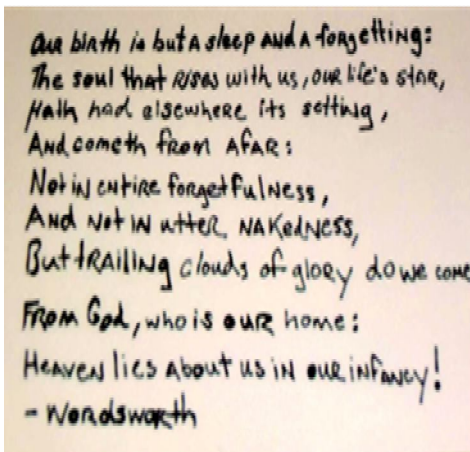 Our birth is but a sleep and a forgetting:
The soul that rises with us, our life's star,
Hath had elsewhere its setting,
And cometh from afar:
Not in entire forgetfulness,
And not in utter nakedness,
But trailing clouds of glory do we come
From God, who is our home:
Heaven lies about us in our infancy!
- Wordsworth